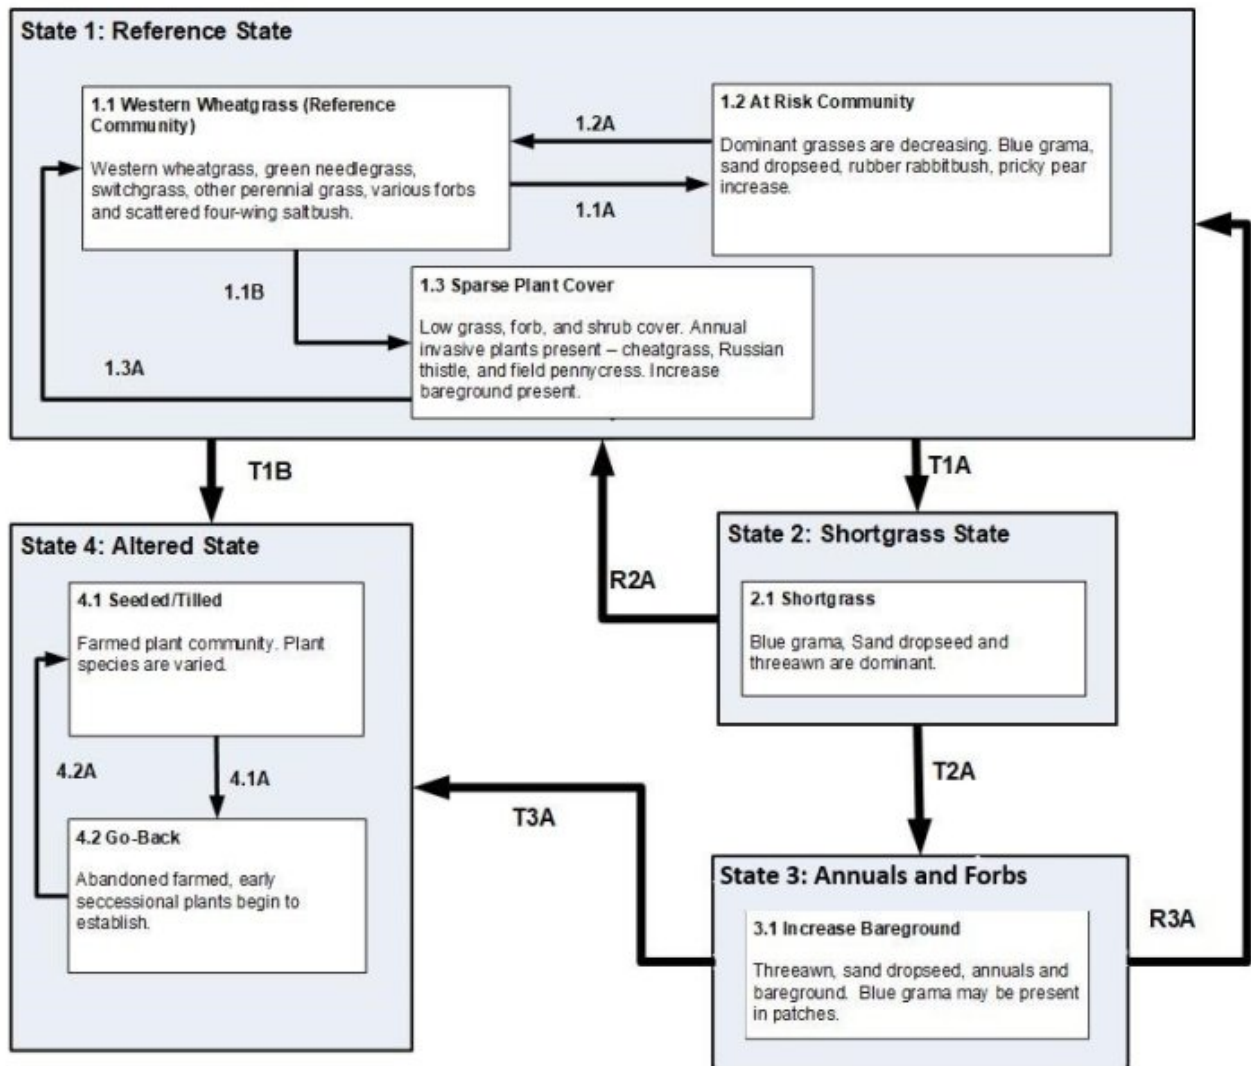 State 1: Reference State
1.1 Western Wheatgrass (Reference
Community)
Western wheatgrass, green needlegrass,
switchgrass, other perennial grass, various forbs
and scattered four-wing saltbush.
1.2A
1.1A
1.2 At Risk Community
Dominant grasses are decreasing. Blue grama,
sand dropseed, rubber rabbitbush, pricky pear
increase.
1.1B
1.3A
1.3 Sparse Plant Cover
Low grass, forb, and shrub cover. Annual
invasive plants present – cheatgrass, Russian
thistle, and field pennycress. Increase
bareground present.
T1B
T1A
R2A
State 4: Altered State
4.1 Seeded/Tilled
Farmed plant community. Plant
species are varied.
4.2A
4.1A
4.2 Go-Back
Abandoned farmed, early
seccessional plants begin to
establish.
State 2: Shortgrass State
2.1 Shortgrass
Blue grama, Sand dropseed and
threeawn are dominant.
T2A
T3A
State 3: Annuals and Forbs
3.1 Increase Bareground
Threeawn, sand dropseed, annuals and
bareground. Blue grama may be present
in patches.
R3A